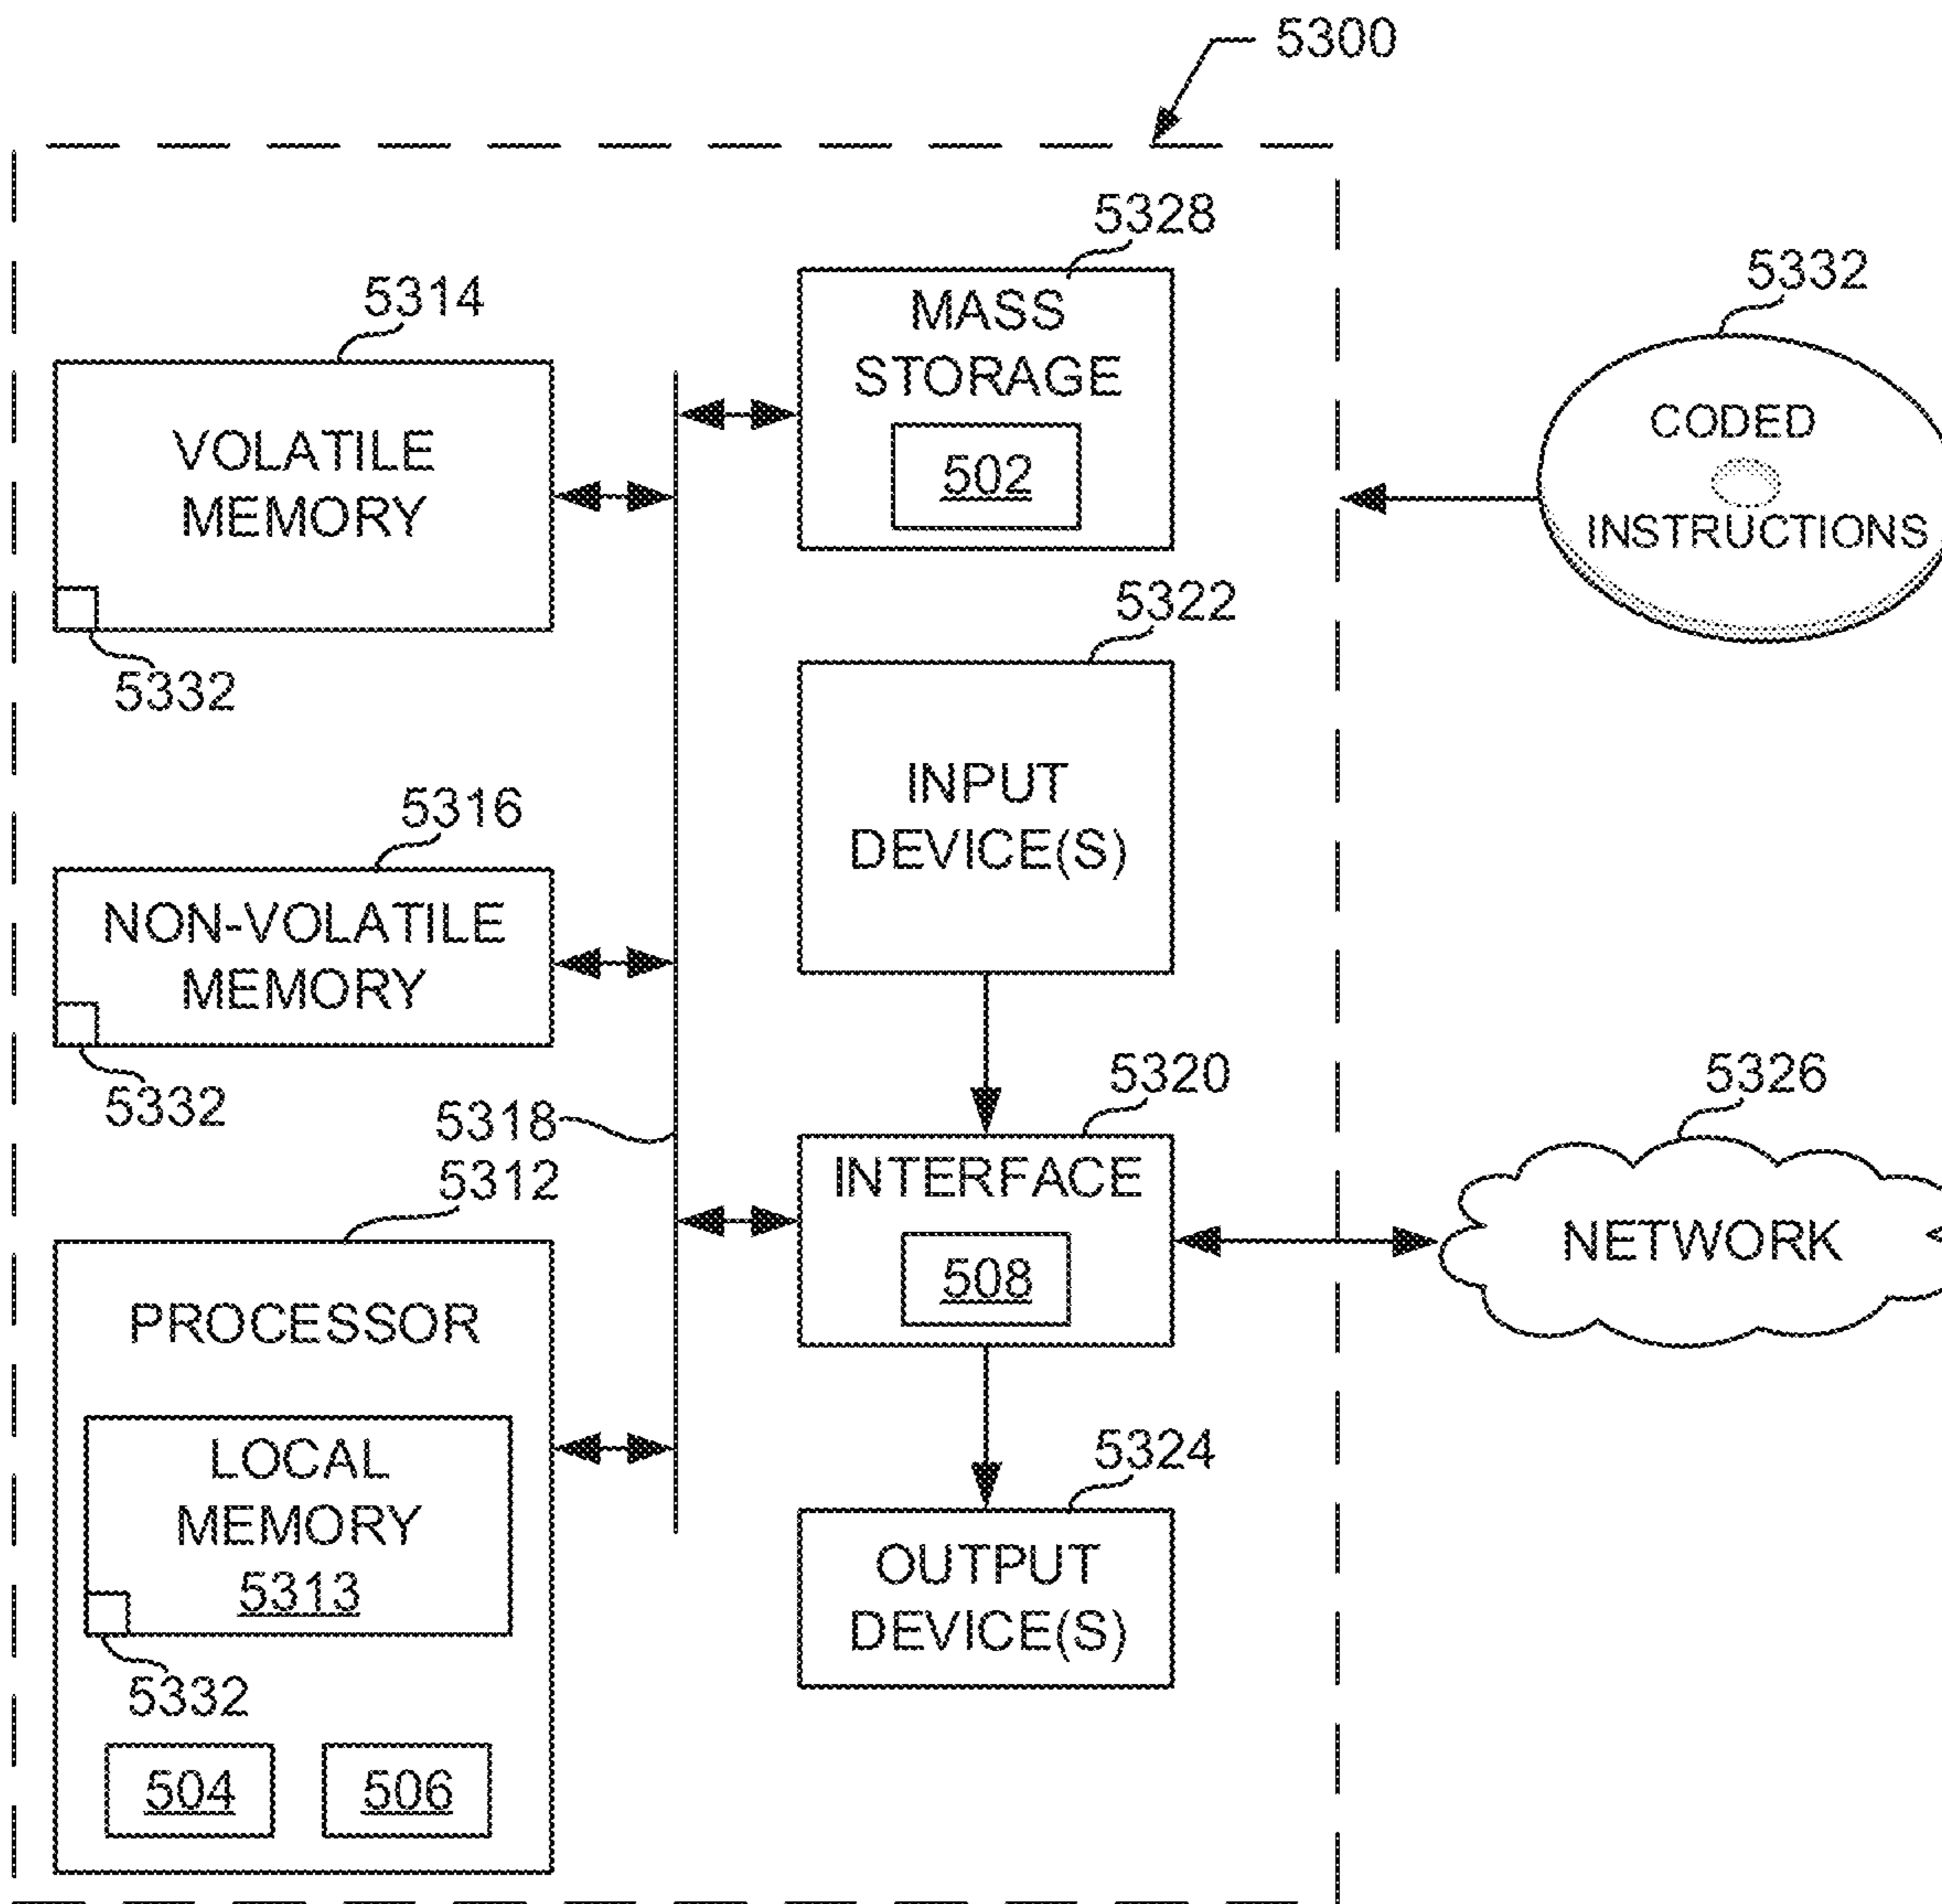 5300
5328
MASS
STORAGE
502
5314
VOLATILE
MEMORY
5332
5332
CODED
INSTRUCTIONS
5322
INPUT
DEVICE(S)
5316
NON-VOLATILE
MEMORY
5332
5318
5320
INTERFACE
508
5326
NETWORK
5312
PROCESSOR
LOCAL
MEMORY
5313
5332
504
506
5324
OUTPUT
DEVICE(S)